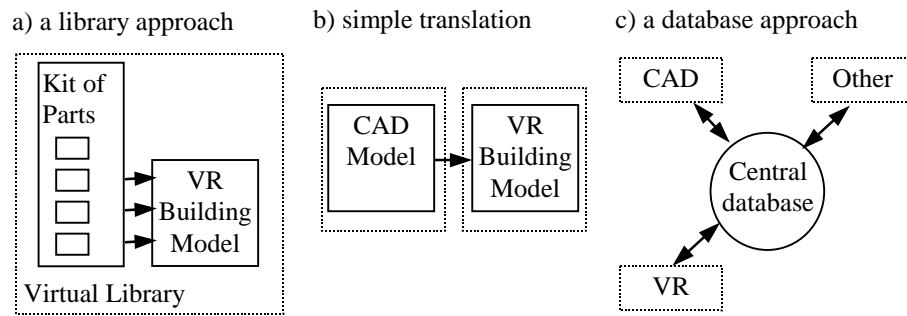 a) a library approach
Kit of
Parts
VR
Building
Model
Virtual Library
b) simple translation
CAD
Model
VR
Building
Model
c) a database approach
CAD
Other
Central
database
VR